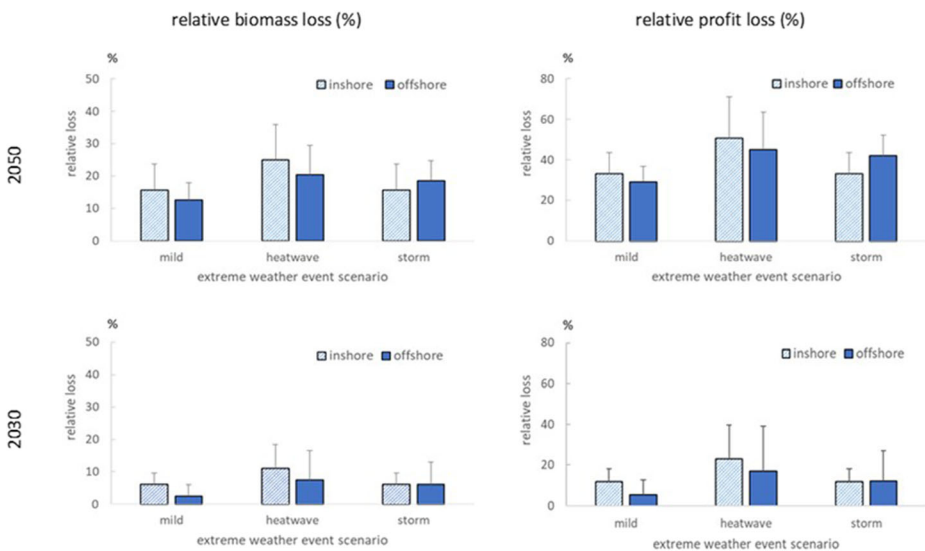 relative biomass loss (%)
relative profit loss (%)
2050
%
inshore offshore
50
40
30
20
10
0
relative loss
mild heatwave storm
extreme weather event scenario
%
inshore offshore
80
60
40
20
0
relative loss
mild heatwave storm
extreme weather event scenario
2030
%
inshore offshore
50
40
30
20
10
0
relative loss
mild heatwave storm
extreme weather event scenario
%
inshore offshore
80
60
40
20
0
relative loss
mild heatwave storm
extreme weather event scenario